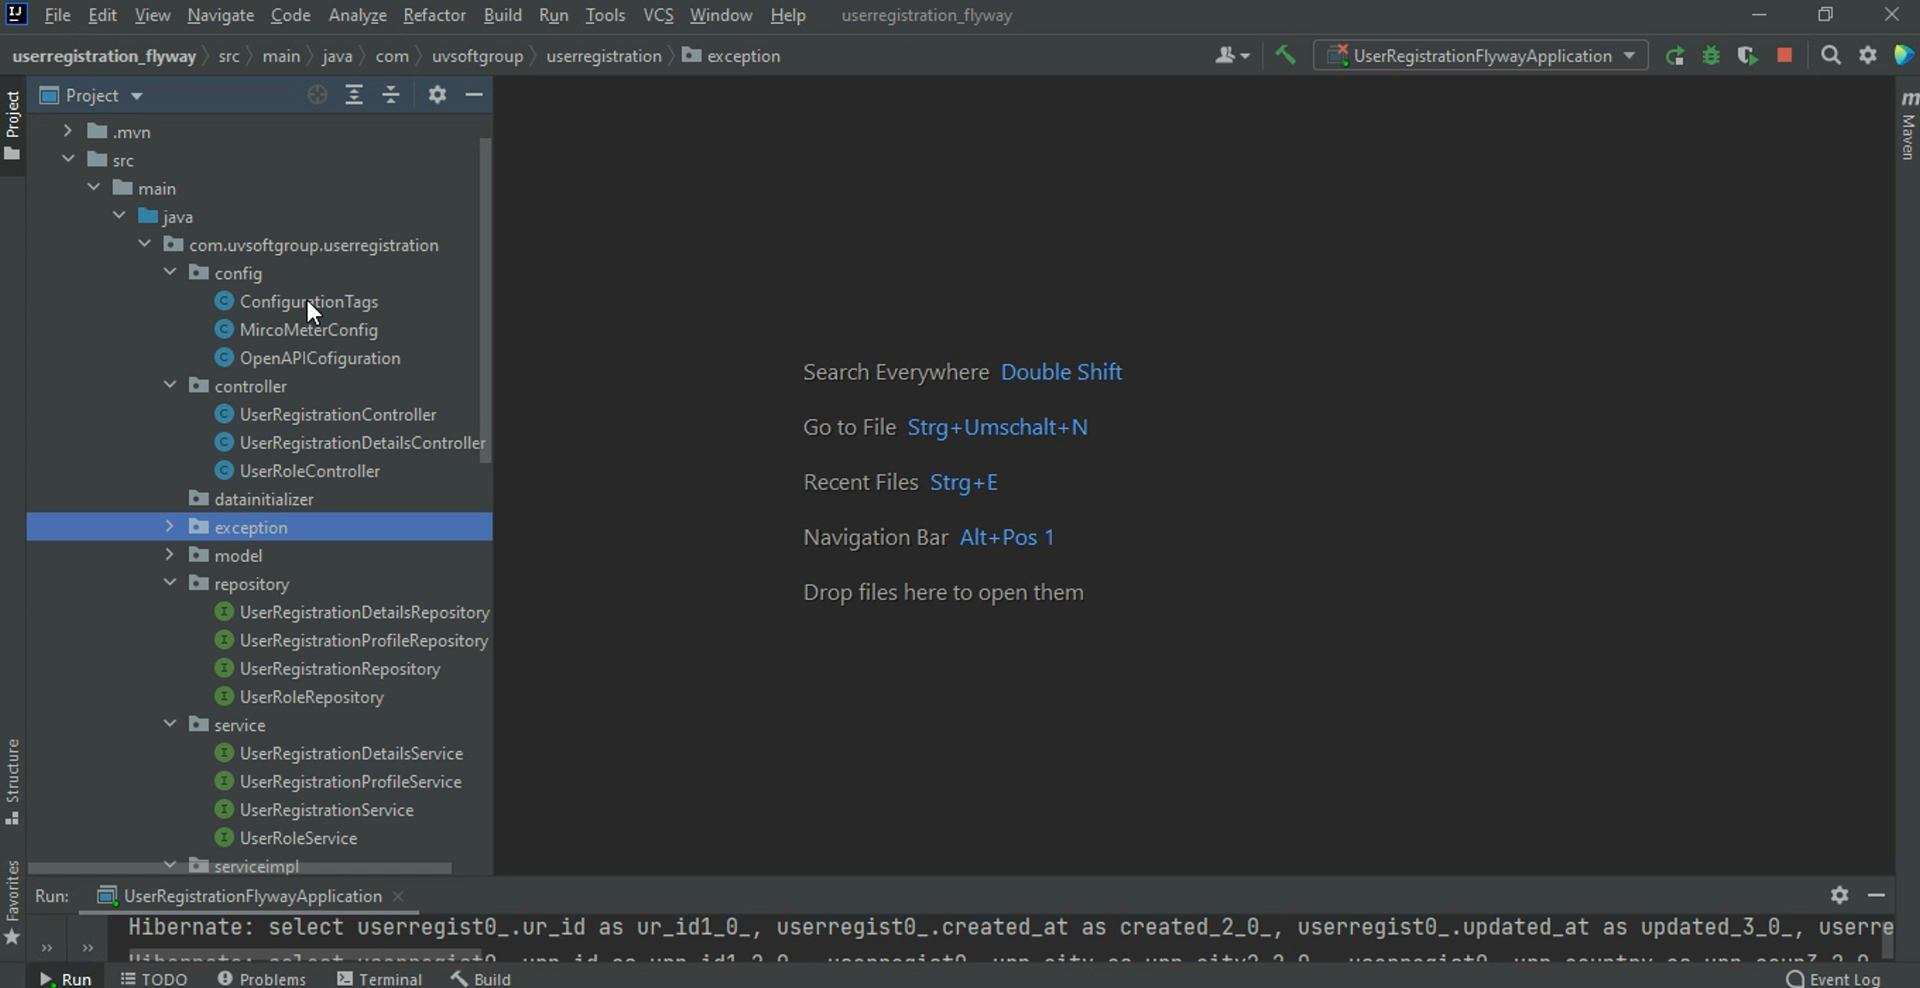 IJ File Edit View Navigate Code Analyze Refactor Build Run Tools VCS Window Help userregistration_flyway
userregistration_flyway src main java com uvsoftgroup userregistration exception UserRegistrationFlywayApplication
Project
Project
m Maven
.mvn
src
main
java
com.uvsoftgroup.userregistration
config
C ConfigurationTags
C MircoMeterConfig
C OpenAPICofiguration
controller
C UserRegistrationController
C UserRegistrationDetailsController
C UserRoleController
datainitializer
exception
model
repository
I UserRegistrationDetailsRepository
I UserRegistrationProfileRepository
I UserRegistrationRepository
I UserRoleRepository
service
I UserRegistrationDetailsService
I UserRegistrationProfileService
I UserRegistrationService
I UserRoleService
serviceimpl
Search Everywhere Double Shift
Go to File Strg+Umschalt+N
Recent Files Strg+E
Navigation Bar Alt+Pos 1
Drop files here to open them
Structure
Favorites
Run: UserRegistrationFlywayApplication
Hibernate: select userregist0_.ur_id as ur_id1_0_, userregist0_.created_at as created_2_0_, userregist0_.updated_at as updated_3_0_, userre
Run TODO Problems Terminal Build Event Log